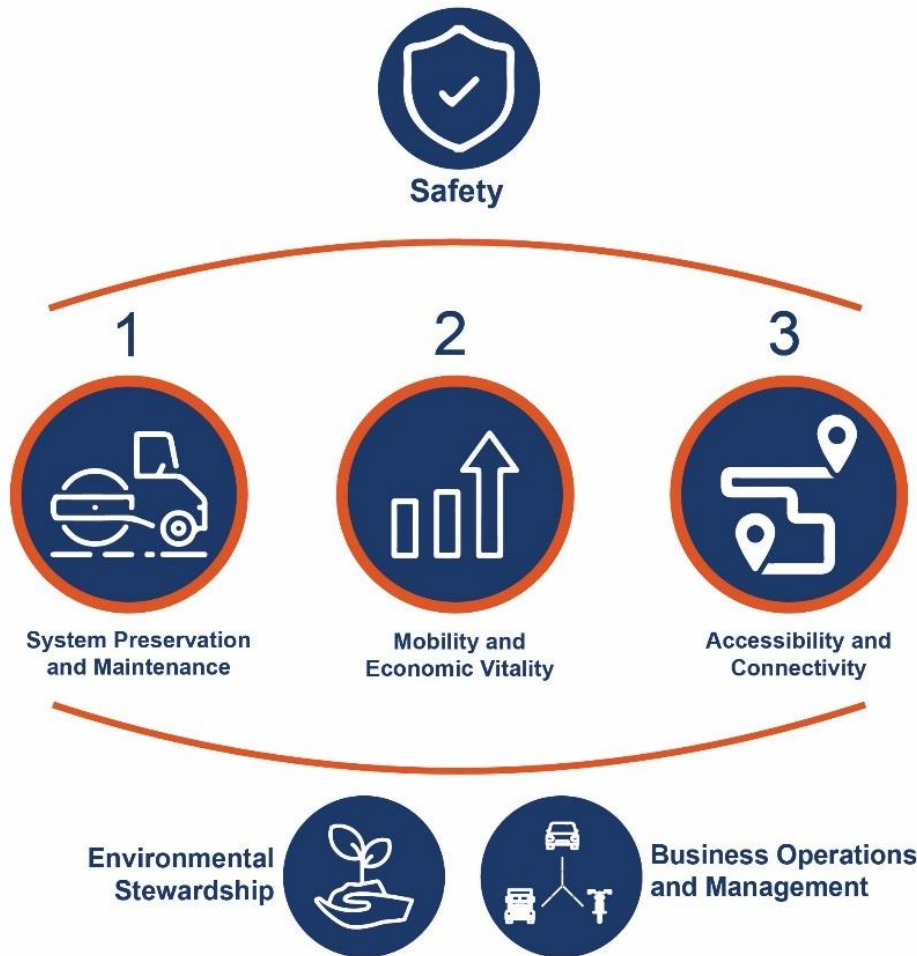 Safety
1
2
3
System Preservation
and Maintenance
Mobility and
Economic Vitality
Accessibility and
Connectivity
Environmental
Stewardship
Business Operations
and Management